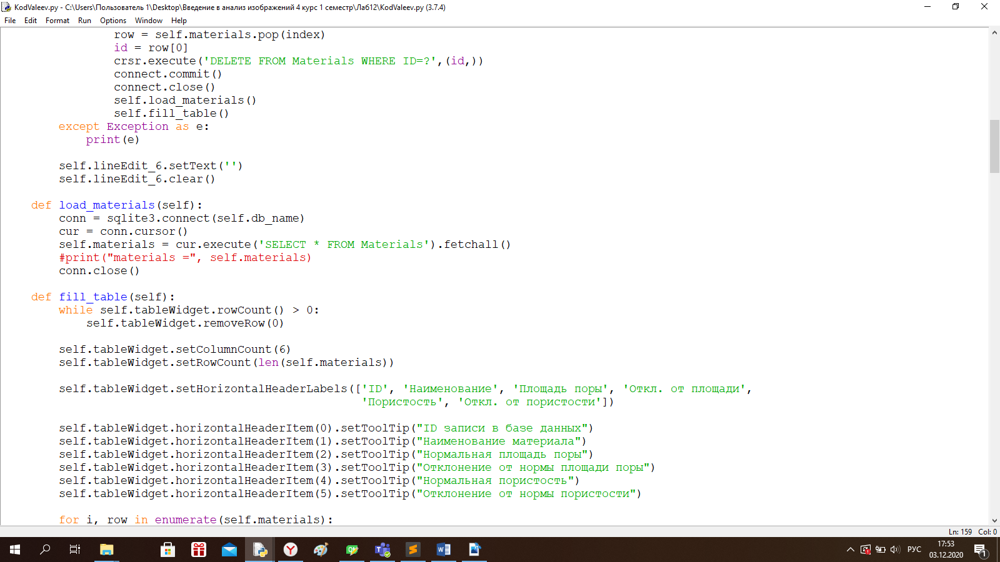 KodValeev.py - C:\Users\Пользователь 1\Desktop\Введение в анализ изображений 4 курс 1 семестр\Лаб12\KodValeev.py (3.7.4)
File Edit Format Run Options Window Help
row = self.materials.pop(index)
id = row[0]
crsr.execute('DELETE FROM Materials WHERE ID=?',(id,))
connect.commit()
connect.close()
self.load_materials()
self.fill_table()
except Exception as e:
print(e)
self.lineEdit_6.setText('')
self.lineEdit_6.clear()
def load_materials(self):
conn = sqlite3.connect(self.db_name)
cur = conn.cursor()
self.materials = cur.execute('SELECT * FROM Materials').fetchall()
#print("materials =", self.materials)
conn.close()
def fill_table(self):
while self.tableWidget.rowCount() > 0:
self.tableWidget.removeRow(0)
self.tableWidget.setColumnCount(6)
self.tableWidget.setRowCount(len(self.materials))
self.tableWidget.setHorizontalHeaderLabels(['ID', 'Наименование', 'Площадь поры', 'Откл. от площади',
'Пористость', 'Откл. от пористости'])
self.tableWidget.horizontalHeaderItem(0).setToolTip("ID записи в базе данных")
self.tableWidget.horizontalHeaderItem(1).setToolTip("Наименование материала")
self.tableWidget.horizontalHeaderItem(2).setToolTip("Нормальная площадь поры")
self.tableWidget.horizontalHeaderItem(3).setToolTip("Отклонение от нормы площади поры")
self.tableWidget.horizontalHeaderItem(4).setToolTip("Нормальная пористость")
self.tableWidget.horizontalHeaderItem(5).setToolTip("Отклонение от нормы пористости")
for i, row in enumerate(self.materials):
Ln: 159 Col: 0
РУС
17:53
03.12.2020
1